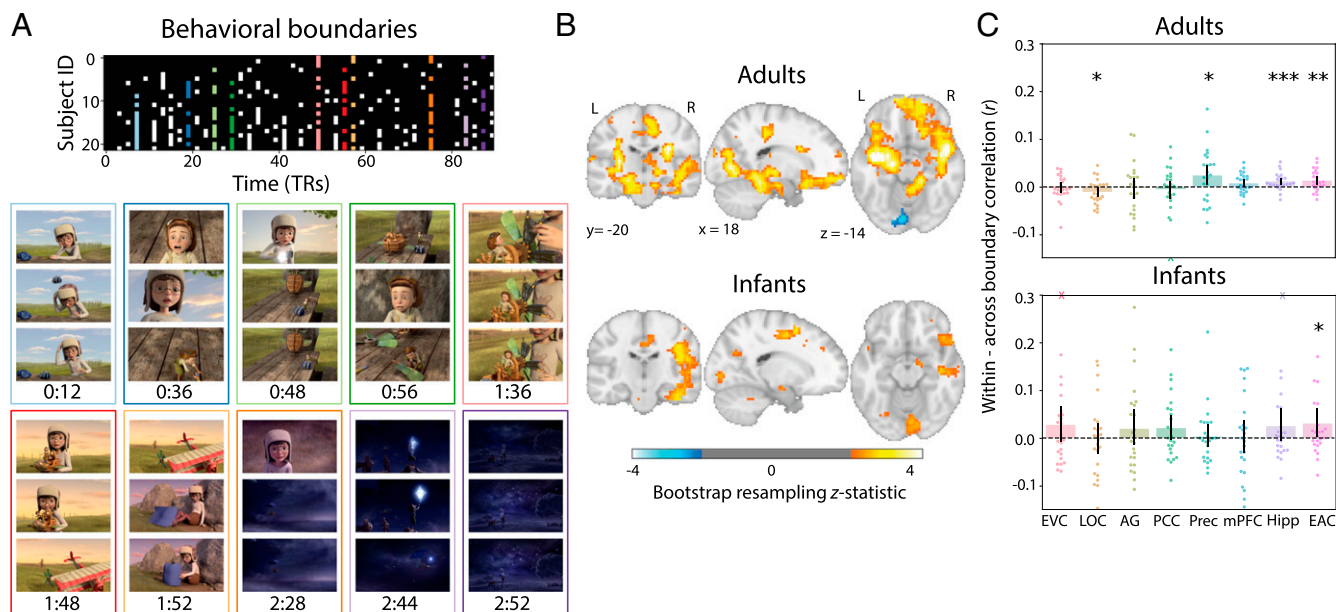 A
Behavioral boundaries
Subject ID
0
10
20
0
20
40
60
80
Time (TRs)
0:12
0:36
0:48
0:56
1:36
1:48
1:52
2:28
2:44
2:52
B
Adults
L
R
L
R
y= -20
x = 18
z = -14
Infants
-4
0
4
Bootstrap resampling z-statistic
C
Adults
Within - across boundary correlation (r)
0.3
0.2
0.1
0.0
-0.1
*
*
***
**
Infants
0.3
0.2
0.1
0.0
-0.1
*
EVC
LOC
AG
PCC
Prec
mPFC
Hipp
EAC